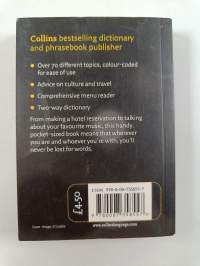 Collins bestselling dictionary
and phrasebook publisher
• Over 70 different topics, colour-coded
for ease of use
• Advice on culture and travel
• Comprehensive menu reader
• Two-way dictionary
From making a hotel reservation to talking
about your favourite music, this handy
pocket-sized book means that wherever
you are and whoever you're with, you'll
never be lost for words.
£4.50
ISBN
www.collinslanguage.com